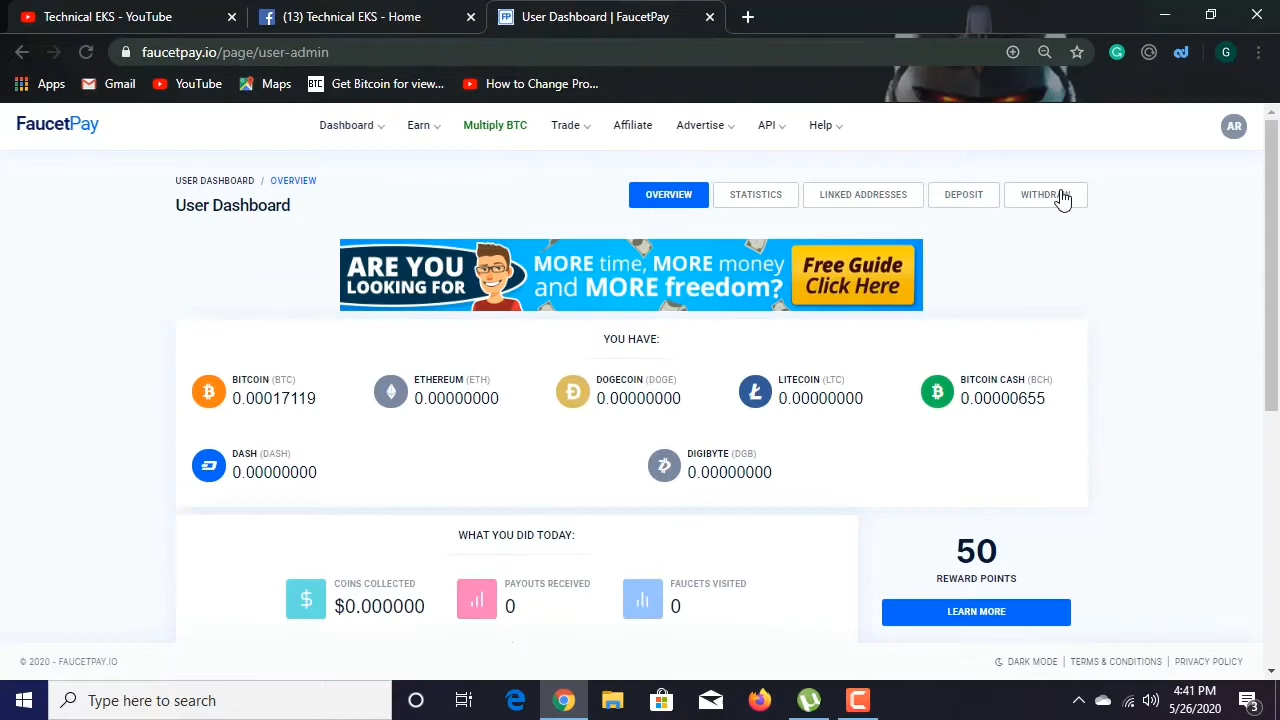 Technical EKS - YouTube
(13) Technical EKS - Home
FP
User Dashboard | FaucetPay
faucetpay.io/page/user-admin
G
Apps
Gmail
YouTube
Maps
BTC
Get Bitcoin for view...
How to Change Pro...
FaucetPay
Dashboard
Earn
Multiply BTC
Trade
Affiliate
Advertise
API
Help
AR
USER DASHBOARD / OVERVIEW
User Dashboard
OVERVIEW
STATISTICS
LINKED ADDRESSES
DEPOSIT
WITHDRAW
ARE YOU
LOOKING FOR
MORE time, MORE money
and MORE freedom?
Free Guide
Click Here
YOU HAVE:
BITCOIN (BTC)
0.00017119
ETHEREUM (ETH)
0.00000000
DOGECOIN (DOGE)
0.00000000
LITECOIN (LTC)
0.00000000
BITCOIN CASH (BCH)
0.00000655
DASH (DASH)
0.00000000
DIGIBYTE (DGB)
0.00000000
WHAT YOU DID TODAY:
COINS COLLECTED
$0.000000
PAYOUTS RECEIVED
0
FAUCETS VISITED
0
50
REWARD POINTS
LEARN MORE
© 2020 - FAUCETPAY.IO
DARK MODE | TERMS & CONDITIONS | PRIVACY POLICY
Type here to search
4:41 PM
5/26/2020
3